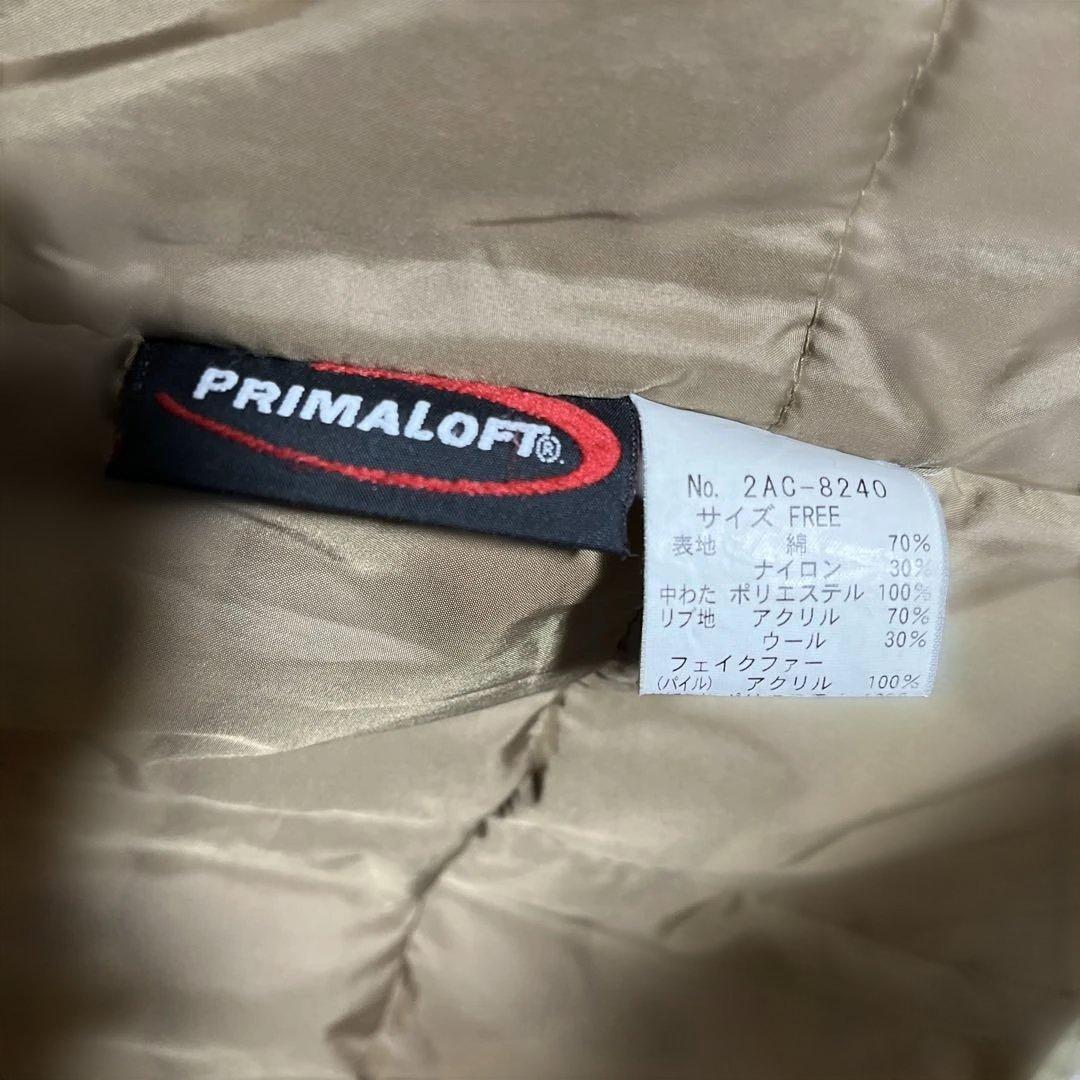 PRIMALOFT®
No. 2AC-8240
サイズ FREE
表地 綿 70%
ナイロン 30%
中わた ポリエステル 100%
リブ地 アクリル 70%
ウール 30%
フェイクファー
(パイル) アクリル 100%